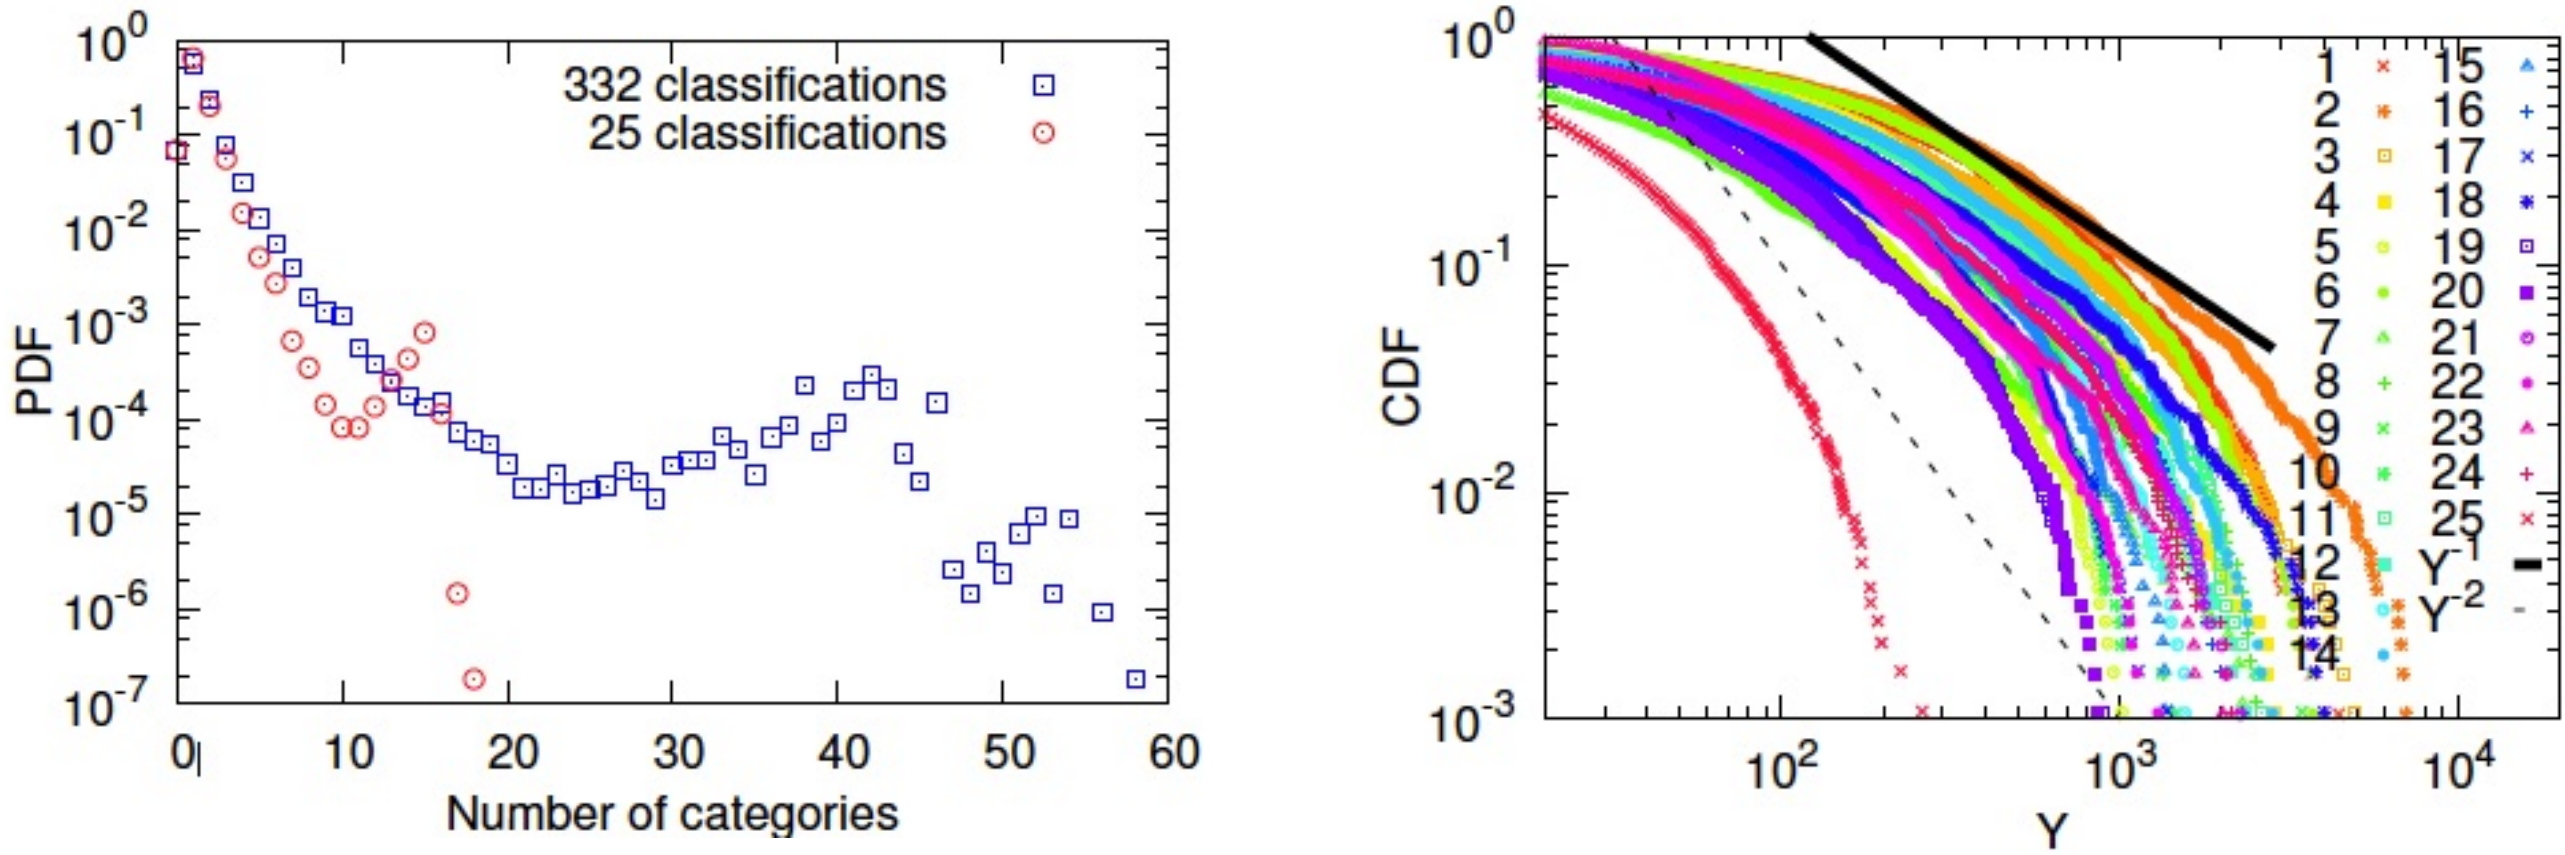 10^0
10^-1
10^-2
10^-3
10^-4
10^-5
10^-6
10^-7
PDF
332 classifications
25 classifications
0 10 20 30 40 50 60
Number of categories
10^0
10^-1
10^-2
10^-3
CDF
1 15
2 16
3 17
4 18
5 19
6 20
7 21
8 22
9 23
10 24
11 25
12 Y^-1
13 Y^-2
14
10^2 10^3 10^4
Y